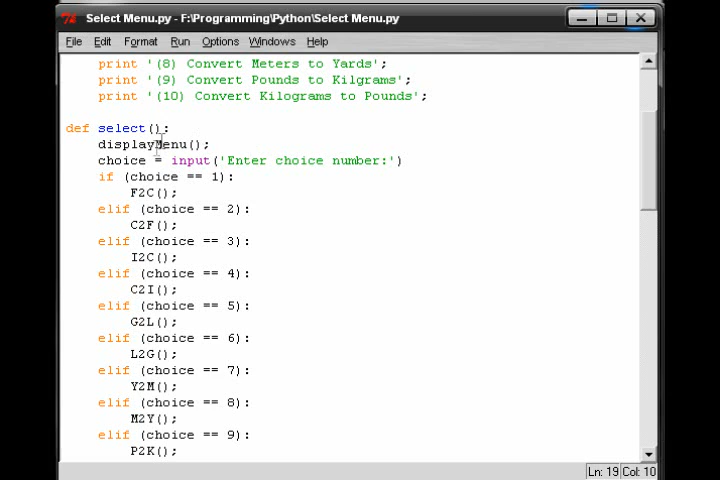 Select Menu.py - F:\Programming\Python\Select Menu.py
File Edit Format Run Options Windows Help
print '(8) Convert Meters to Yards';
print '(9) Convert Pounds to Kilgrams';
print '(10) Convert Kilograms to Pounds';
def select():
displayMenu();
choice = input('Enter choice number:')
if (choice == 1):
F2C();
elif (choice == 2):
C2F();
elif (choice == 3):
I2C();
elif (choice == 4):
C2I();
elif (choice == 5):
G2L();
elif (choice == 6):
L2G();
elif (choice == 7):
Y2M();
elif (choice == 8):
M2Y();
elif (choice == 9):
P2K();
Ln: 19 Col: 10